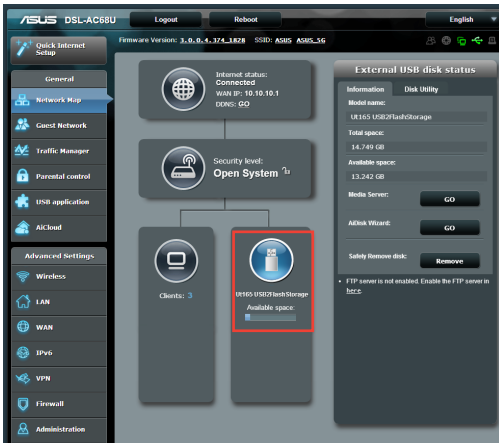 ASUS DSL-AC68U Logout Reboot English
Quick Internet Setup
Firmware Version: 3.0.0.4.374_1828 SSID: ASUS ASUS_5G
General
Network Map
Guest Network
Traffic Manager
Parental control
USB application
AiCloud
Advanced Settings
Wireless
LAN
WAN
IPv6
VPN
Firewall
Administration
Internet status:
Connected
WAN IP: 10.10.10.1
DDNS: GO
Security level:
Open System
Clients: 3
Ut165 USB2FlashStorage
Available space:
External USB disk status
Information Disk Utility
Model name:
Ut165 USB2FlashStorage
Total space:
14.749 GB
Available space:
13.242 GB
Media Server: GO
AiDisk Wizard: GO
Safely Remove disk: Remove
FTP server is not enabled. Enable the FTP server in
here.